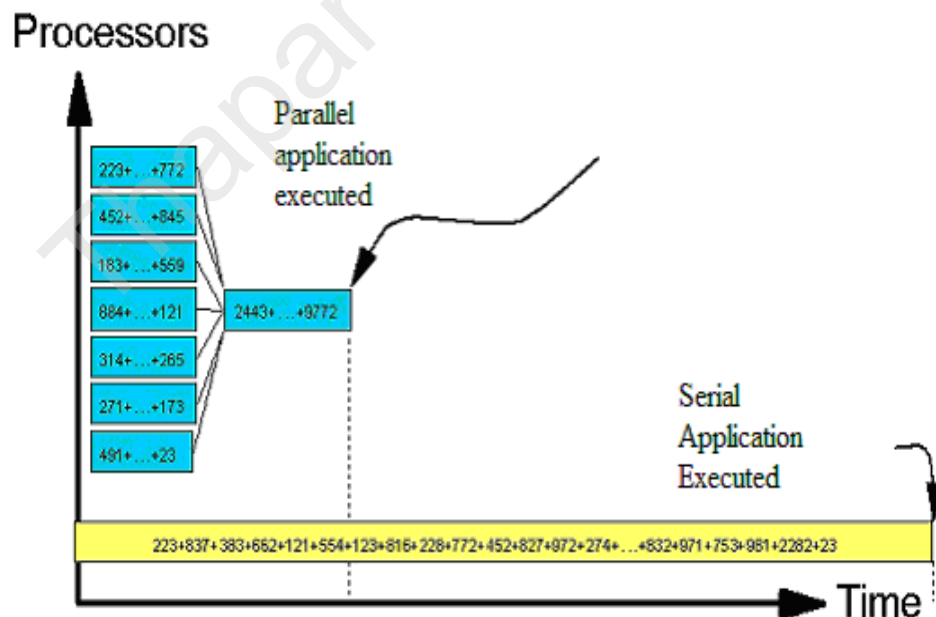 Processors
Thapar
Parallel
application
executed
223+...+772
452+...+845
183+...+559
884+...+121
314+...+265
271+...+173
491+...+23
2443+...+9772
Serial
Application
Executed
223+837+383+662+121+554+123+816+228+772+452+827+972+274+...+832+971+753+981+2282+23
Time